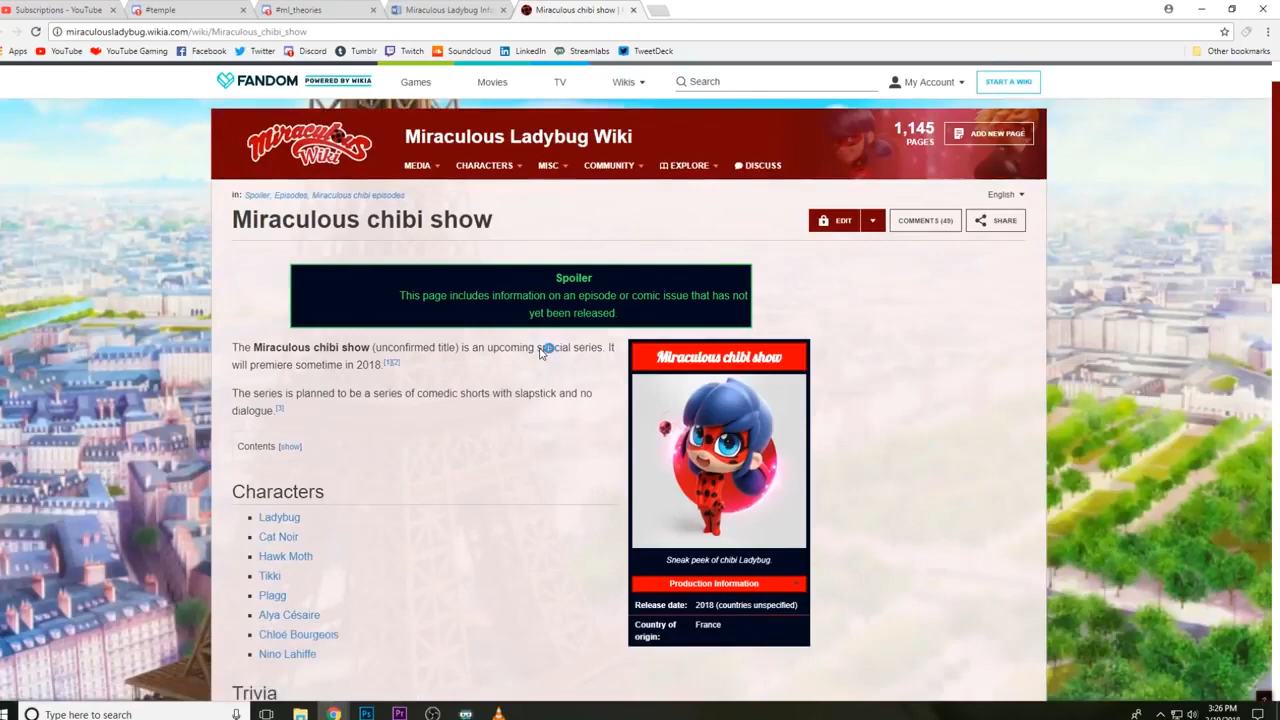 Subscriptions - YouTube
#temple
#ml_theories
Miraculous Ladybug Inf
Miraculous chibi show |
miraculousladybug.wikia.com/wiki/Miraculous_chibi_show
Apps YouTube YouTube Gaming Facebook Twitter Discord Tumblr Twitch Soundcloud LinkedIn Streamlabs TweetDeck Other bookmarks
FANDOM POWERED BY WIKIA Games Movies TV Wikis Search My Account START A WIKI
Miraculous Wiki
Miraculous Ladybug Wiki
1,145 PAGES
ADD NEW PAGE
MEDIA CHARACTERS MISC COMMUNITY EXPLORE DISCUSS
in: Spoiler, Episodes, Miraculous chibi episodes
English
Miraculous chibi show
EDIT COMMENTS (49) SHARE
Spoiler
This page includes information on an episode or comic issue that has not
yet been released.
The Miraculous chibi show (unconfirmed title) is an upcoming special series. It
will premiere sometime in 2018.[1][2]
The series is planned to be a series of comedic shorts with slapstick and no
dialogue.[3]
Contents [show]
Characters
Ladybug
Cat Noir
Hawk Moth
Tikki
Plagg
Alya Césaire
Chloé Bourgeois
Nino Lahiffe
Trivia
Miraculous chibi show
Sneak peek of chibi Ladybug.
Production Information
Release date: 2018 (countries unspecified)
Country of origin: France
Type here to search
3:26 PM